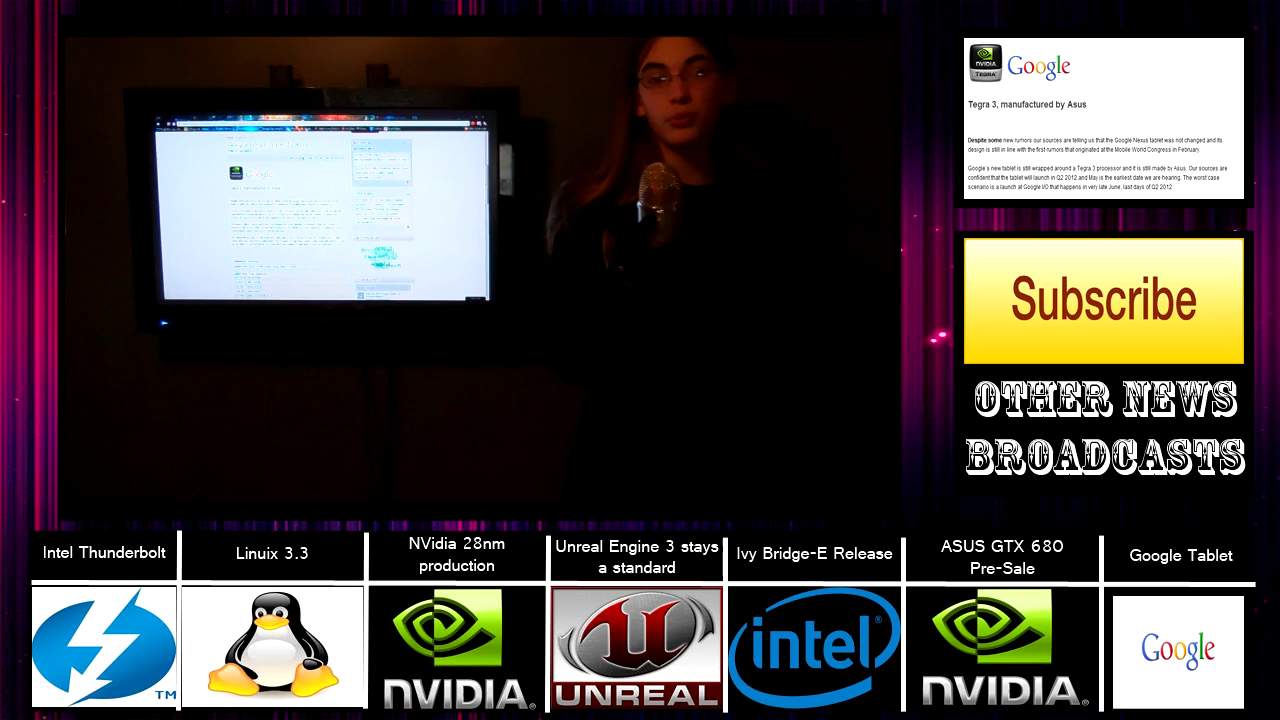 NVIDIA
TEGRA
Google
Tegra 3, manufactured by Asus
Despite some new rumors our sources are telling us that the Google Nexus tablet was not changed and its
design is still in line with the first rumors that originated at the Mobile World Congress in February.
Google's new tablet is still wrapped around a Tegra 3 processor and it is still made by Asus. Our sources are
confident that the tablet will launch in Q2 2012 and May is the earliest date we are hearing. The worst case
scenario is a launch at Google I/O that happens in very late June, last days of Q2 2012
Subscribe
OTHER NEWS
BROADCASTS
Intel Thunderbolt
Linuix 3.3
NVidia 28nm
production
Unreal Engine 3 stays
a standard
Ivy Bridge-E Release
ASUS GTX 680
Pre-Sale
Google Tablet
TM
NVIDIA®
UNREAL
intel®
NVIDIA®
Google